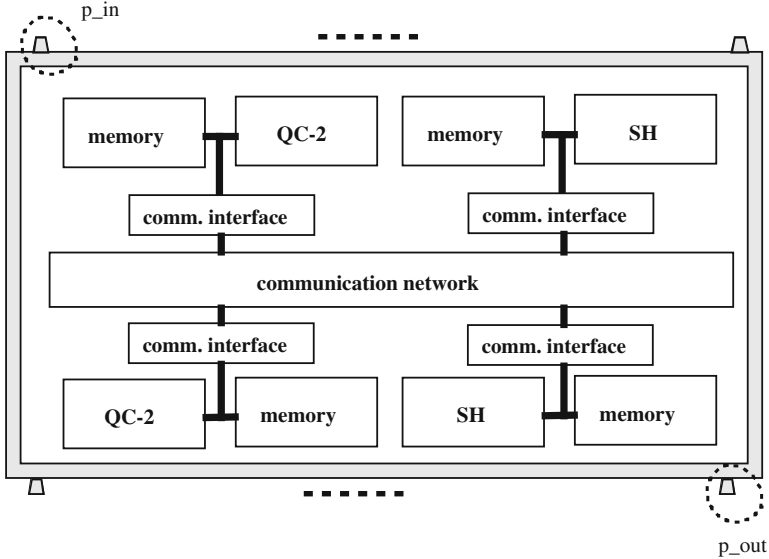 p_in
memory
QC-2
memory
SH
comm. interface
comm. interface
communication network
comm. interface
comm. interface
QC-2
memory
SH
memory
p_out